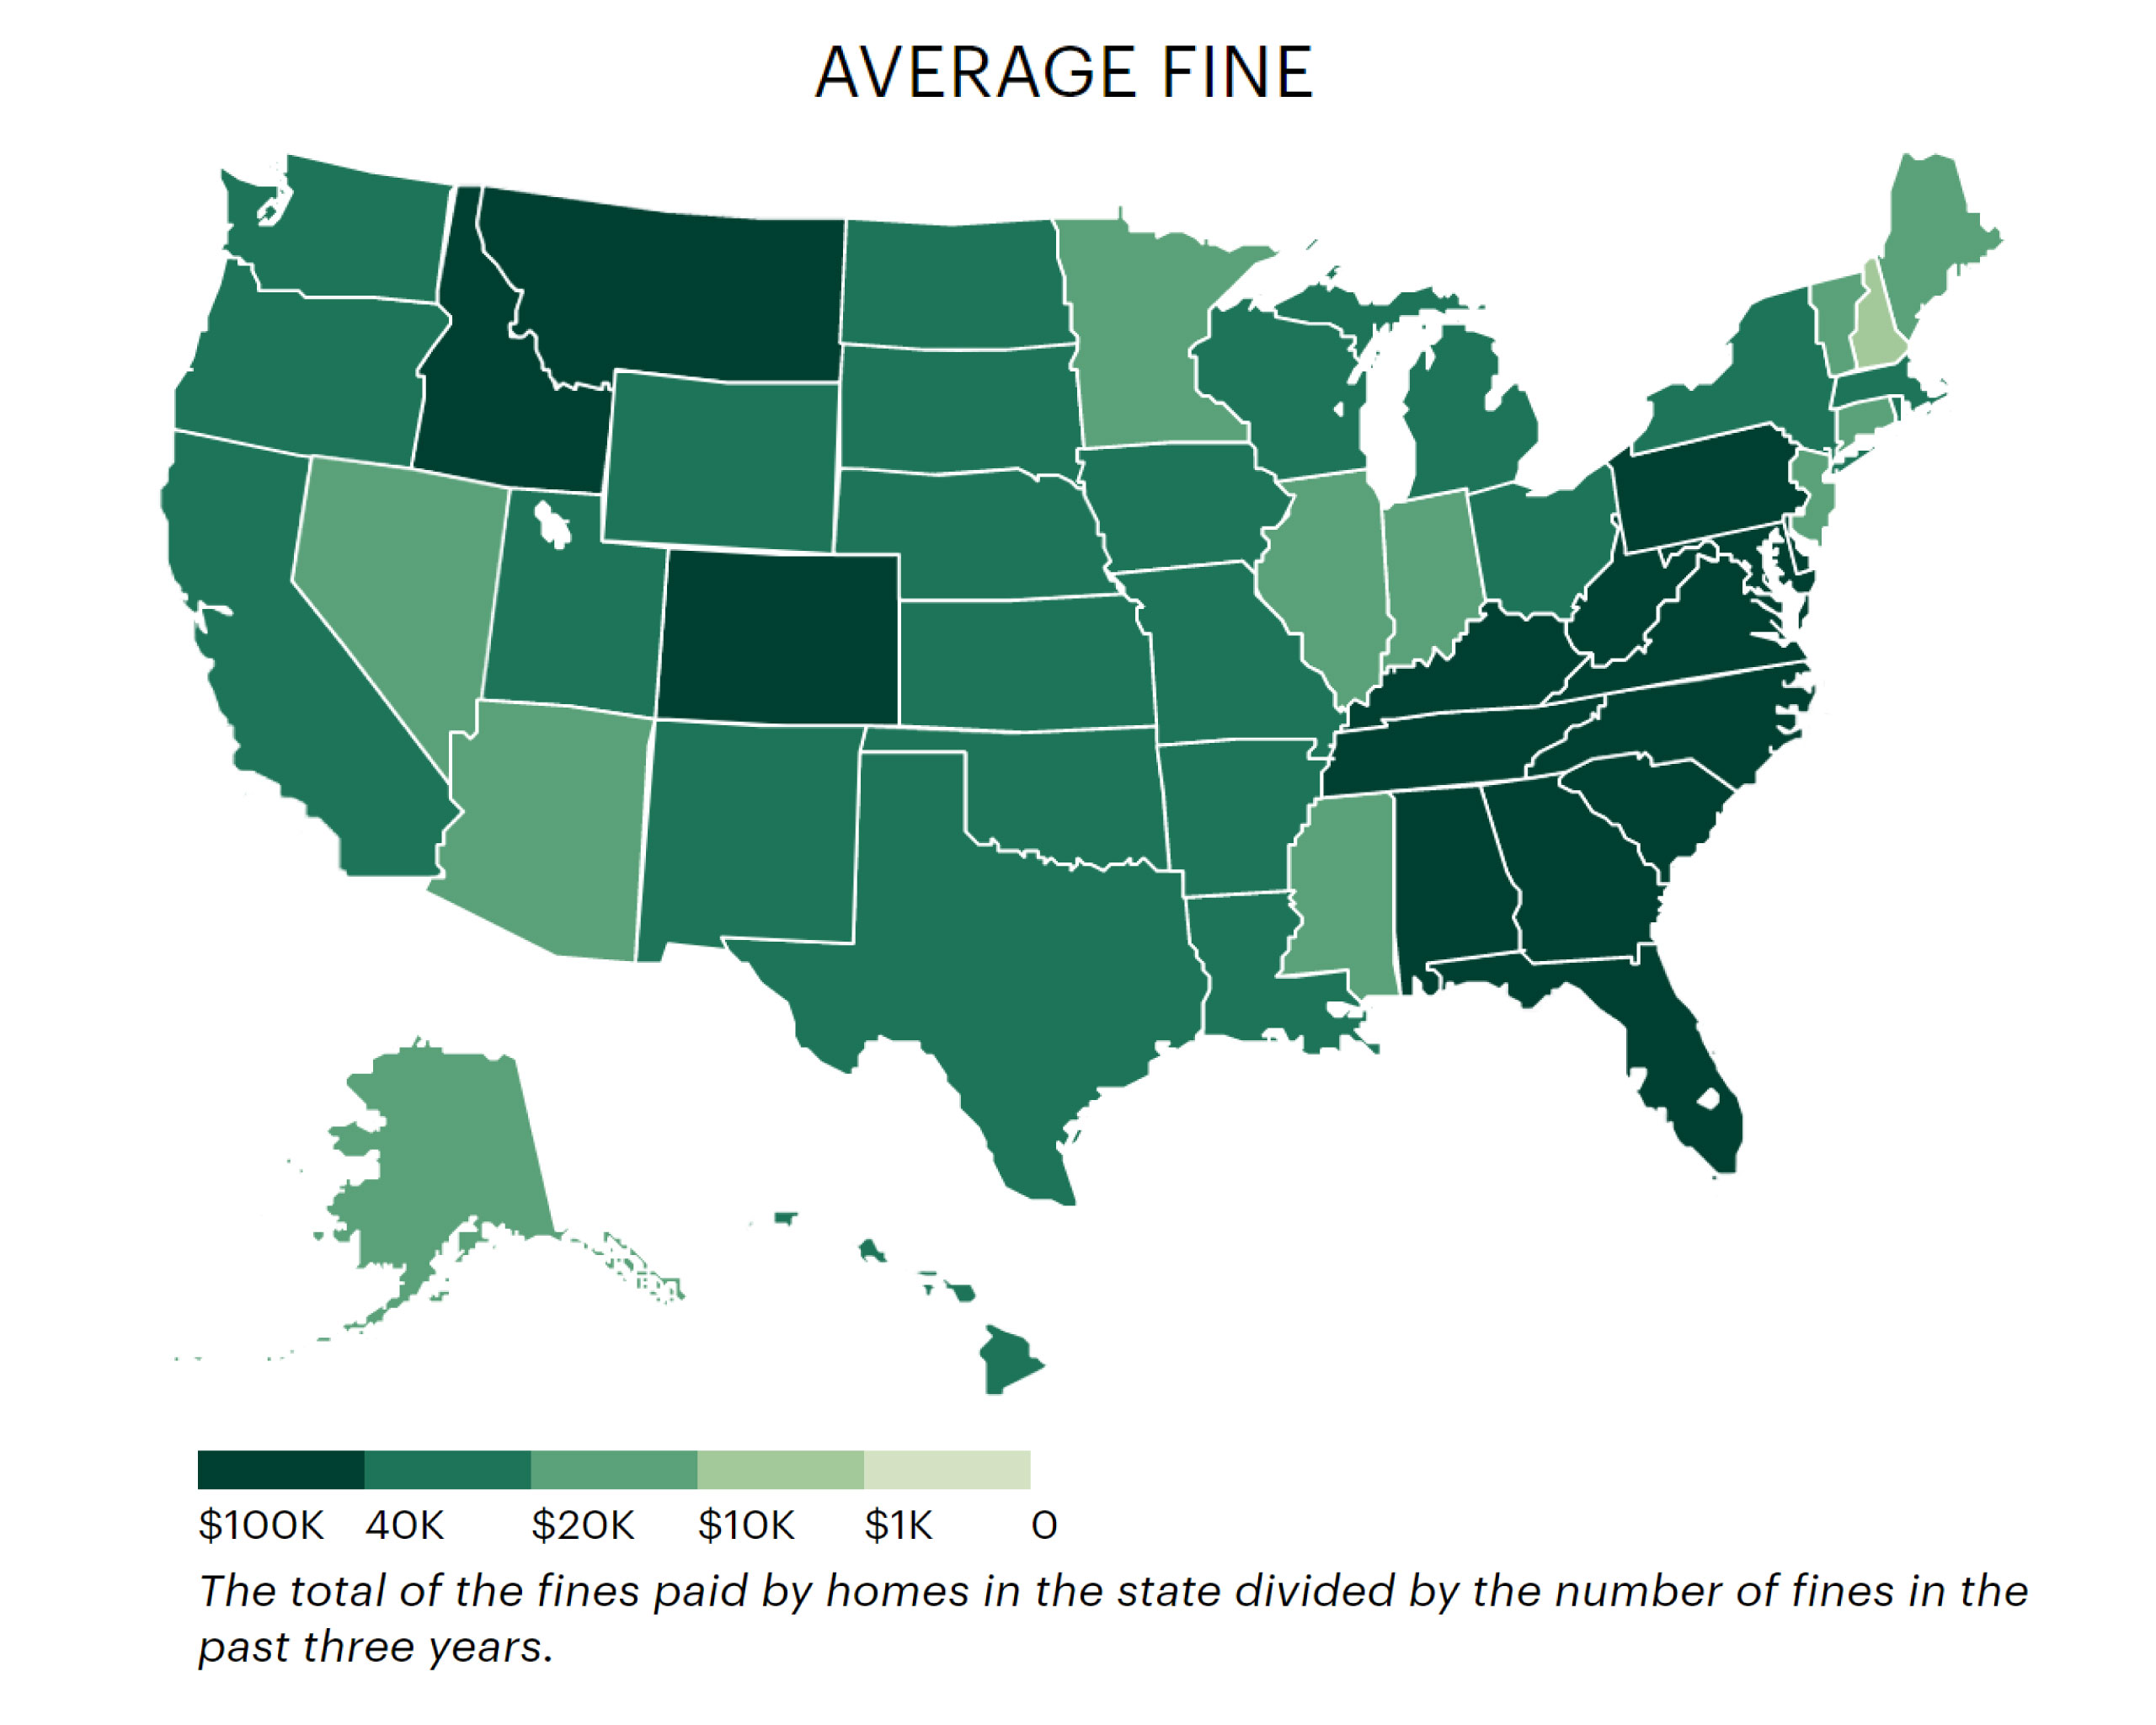 AVERAGE FINE
$100K 40K $20K $10K $1K 0
The total of the fines paid by homes in the state divided by the number of fines in the
past three years.